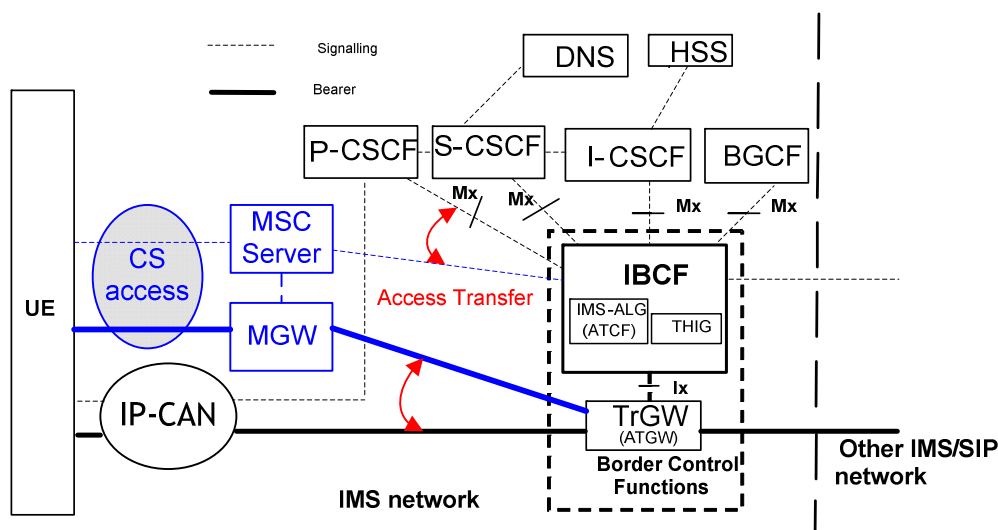 Signalling
Bearer
DNS
HSS
P-CSCF
S-CSCF
I-CSCF
BGCF
Mx
Mx
Mx
Mx
CS
access
MSC
Server
Access Transfer
IBCF
IMS-ALG
(ATCF)
THIG
UE
MGW
Ix
IP-CAN
TrGW
(ATGW)
Border Control
Functions
Other IMS/SIP
network
IMS network